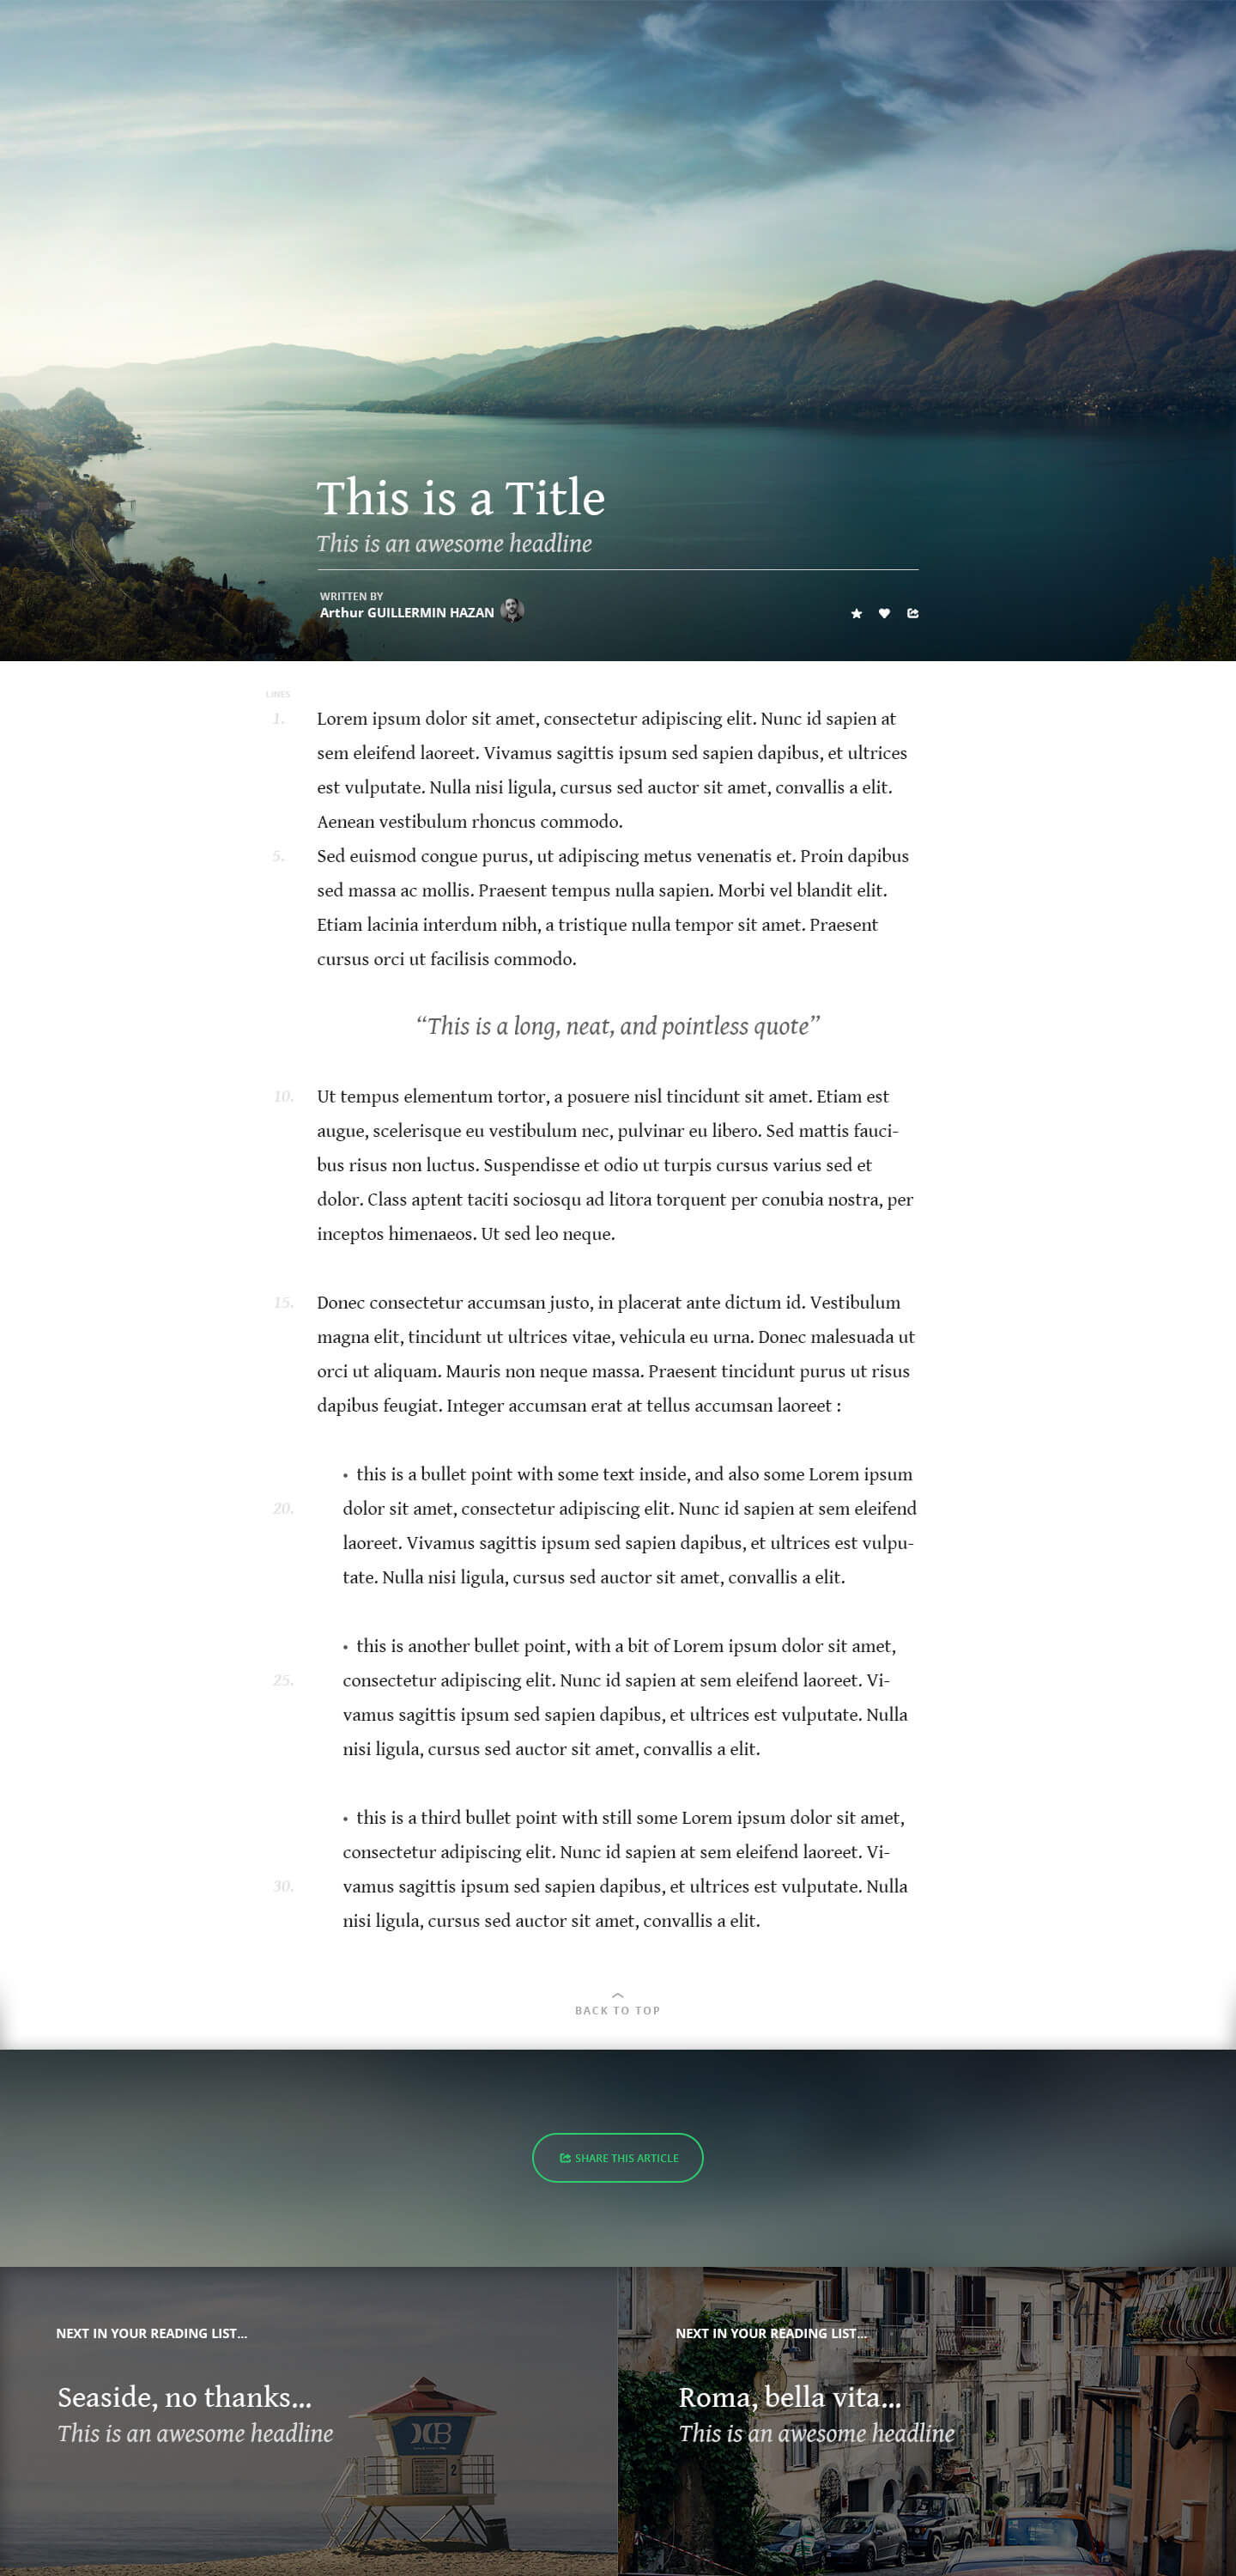 This is a Title
This is an awesome headline
WRITTEN BY
Arthur GUILLERMIN HAZAN
LINES
1.
Lorem ipsum dolor sit amet, consectetur adipiscing elit. Nunc id sapien at
sem eleifend laoreet. Vivamus sagittis ipsum sed sapien dapibus, et ultrices
est vulputate. Nulla nisi ligula, cursus sed auctor sit amet, convallis a elit.
Aenean vestibulum rhoncus commodo.
5.
Sed euismod congue purus, ut adipiscing metus venenatis et. Proin dapibus
sed massa ac mollis. Praesent tempus nulla sapien. Morbi vel blandit elit.
Etiam lacinia interdum nibh, a tristique nulla tempor sit amet. Praesent
cursus orci ut facilisis commodo.
“This is a long, neat, and pointless quote”
10.
Ut tempus elementum tortor, a posuere nisl tincidunt sit amet. Etiam est
augue, scelerisque eu vestibulum nec, pulvinar eu libero. Sed mattis fauci-
bus risus non luctus. Suspendisse et odio ut turpis cursus varius sed et
dolor. Class aptent taciti sociosqu ad litora torquent per conubia nostra, per
inceptos himenaeos. Ut sed leo neque.
15.
Donec consectetur accumsan justo, in placerat ante dictum id. Vestibulum
magna elit, tincidunt ut ultrices vitae, vehicula eu urna. Donec malesuada ut
orci ut aliquam. Mauris non neque massa. Praesent tincidunt purus ut risus
dapibus feugiat. Integer accumsan erat at tellus accumsan laoreet :
• this is a bullet point with some text inside, and also some Lorem ipsum
20.
dolor sit amet, consectetur adipiscing elit. Nunc id sapien at sem eleifend
laoreet. Vivamus sagittis ipsum sed sapien dapibus, et ultrices est vulpu-
tate. Nulla nisi ligula, cursus sed auctor sit amet, convallis a elit.
• this is another bullet point, with a bit of Lorem ipsum dolor sit amet,
25.
consectetur adipiscing elit. Nunc id sapien at sem eleifend laoreet. Vi-
vamus sagittis ipsum sed sapien dapibus, et ultrices est vulputate. Nulla
nisi ligula, cursus sed auctor sit amet, convallis a elit.
• this is a third bullet point with still some Lorem ipsum dolor sit amet,
consectetur adipiscing elit. Nunc id sapien at sem eleifend laoreet. Vi-
30.
vamus sagittis ipsum sed sapien dapibus, et ultrices est vulputate. Nulla
nisi ligula, cursus sed auctor sit amet, convallis a elit.
BACK TO TOP
SHARE THIS ARTICLE
NEXT IN YOUR READING LIST...
Seaside, no thanks...
This is an awesome headline
2
NEXT IN YOUR READING LIST...
Roma, bella vita...
This is an awesome headline